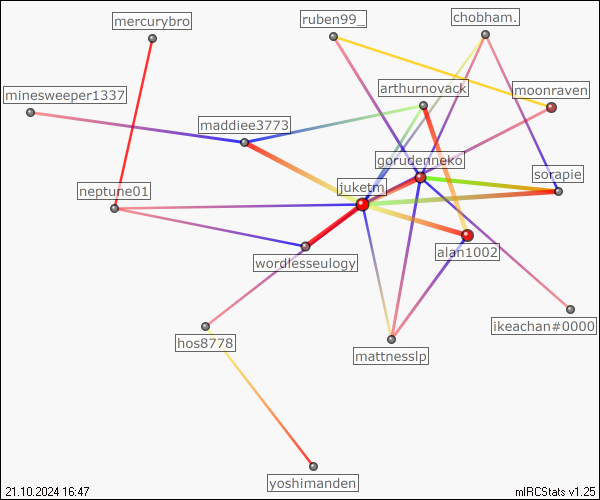 mercurybro
ruben99_
chobham.
minesweeper1337
arthurnovack
moonraven
maddiee3773
gorudenneko
neptune01
juketm
sorapie
wordlesseulogy
alan1002
hos8778
mattnesslp
ikeachan#0000
yoshimanden
21.10.2024 16:47
mIRCStats v1.25